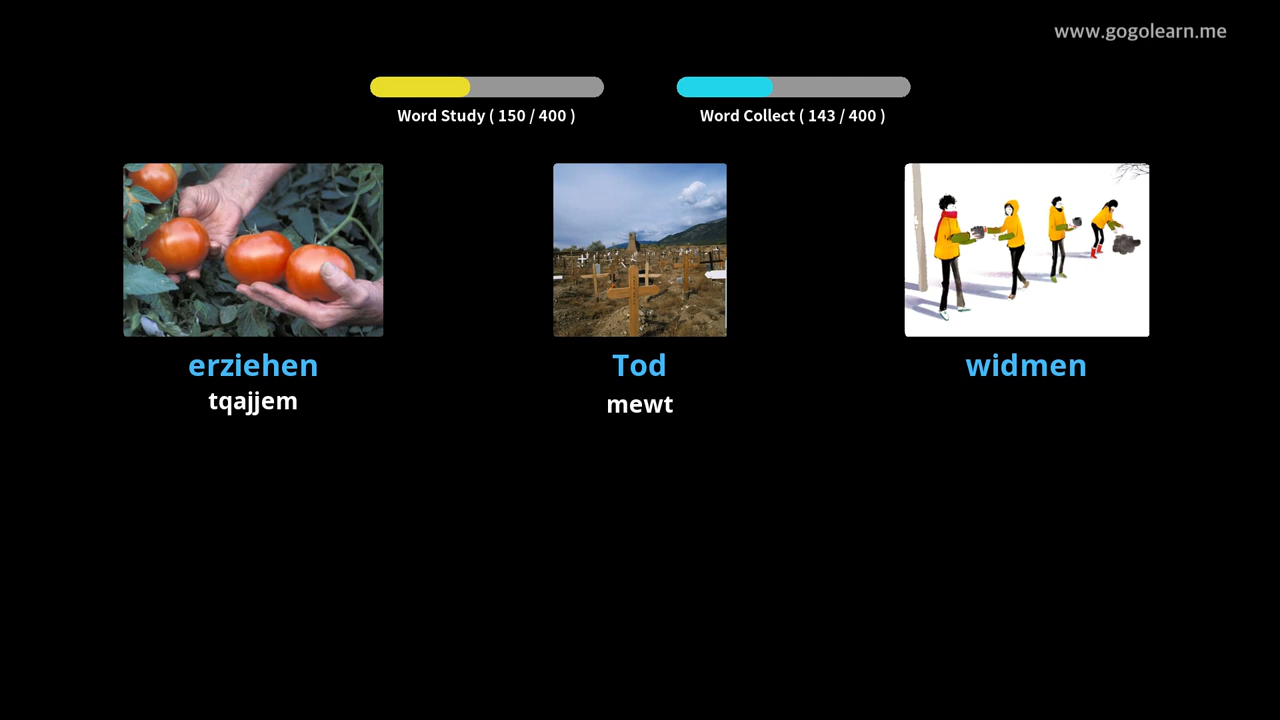 www.gogolearn.me
Word Study ( 150 / 400 )
Word Collect ( 143 / 400 )
erziehen
tqajjem
Tod
mewt
widmen